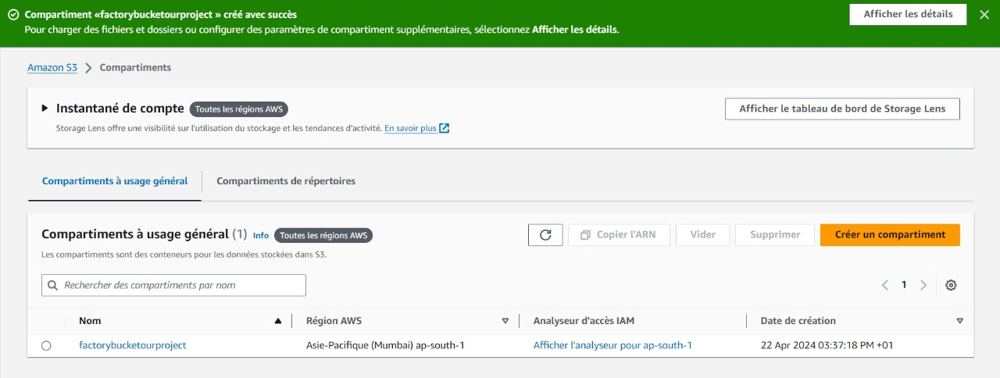 Compartiment «factorybucketourproject » créé avec succès
Afficher les détails
Pour charger des fichiers et dossiers ou configurer des paramètres de compartiment supplémentaires, sélectionnez Afficher les détails.
Amazon S3 > Compartiments
Instantané de compte Toutes les régions AWS
Afficher le tableau de bord de Storage Lens
Storage Lens offre une visibilité sur l'utilisation du stockage et les tendances d'activité. En savoir plus
Compartiments à usage général Compartiments de répertoires
Compartiments à usage général (1) Info Toutes les régions AWS
Copier l'ARN Vider Supprimer Créer un compartiment
Les compartiments sont des conteneurs pour les données stockées dans S3.
Rechercher des compartiments par nom
1
Nom Région AWS Analyseur d'accès IAM Date de création
factorybucketourproject Asie-Pacifique (Mumbai) ap-south-1 Afficher l'analyseur pour ap-south-1 22 Apr 2024 03:37:18 PM +01